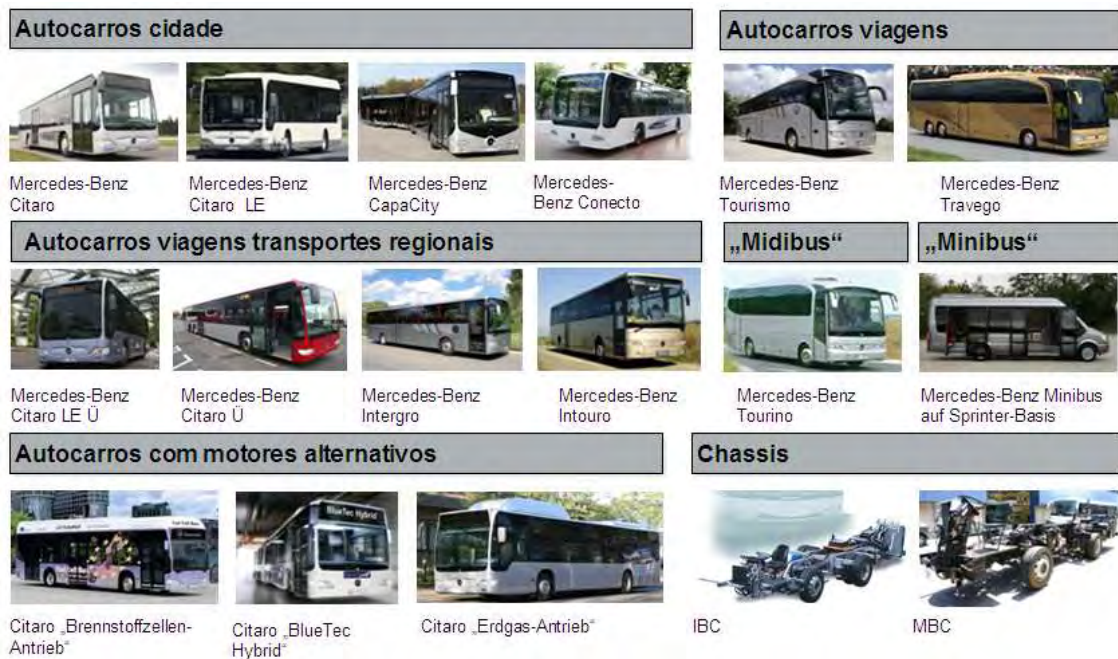 Autocarros cidade
Autocarros viagens
Mercedes-Benz
Citaro
Mercedes-Benz
Citaro LE
Mercedes-Benz
CapaCity
Mercedes-
Benz Conecto
Mercedes-Benz
Tourismo
Mercedes-Benz
Travego
Autocarros viagens transportes regionais
„Midibus“
„Minibus“
Mercedes-Benz
Citaro LE Ü
Mercedes-Benz
Citaro Ü
Mercedes-Benz
Intergro
Mercedes-Benz
Intouro
Mercedes-Benz
Tourino
Mercedes-Benz Minibus
auf Sprinter-Basis
Autocarros com motores alternativos
Chassis
BlueTec Hybrid
Citaro „Brennstoffzellen-
Antrieb“
Citaro „BlueTec
Hybrid“
Citaro „Erdgas-Antrieb“
IBC
MBC